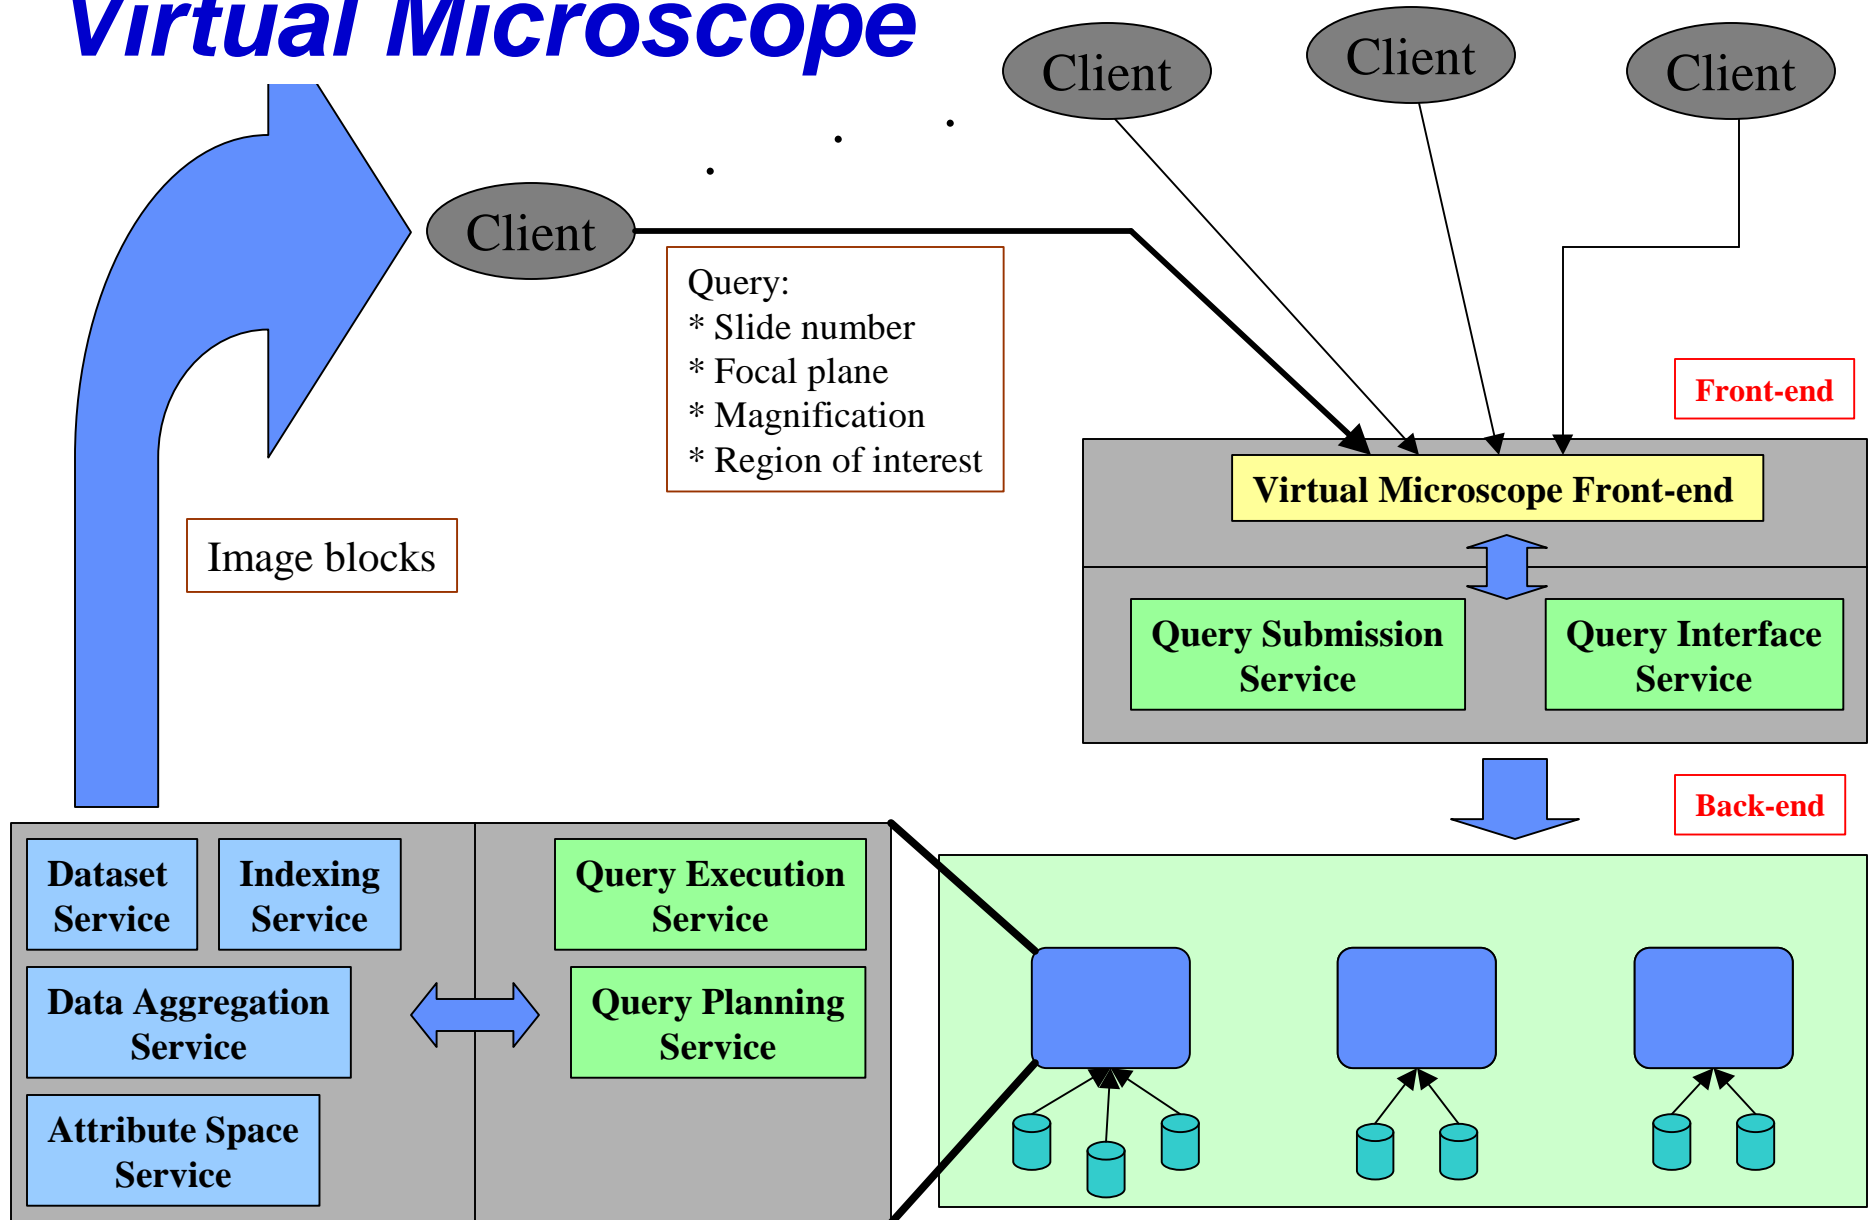 Virtual Microscope
Client
Client
Client
Client
Query:
* Slide number
* Focal plane
* Magnification
* Region of interest
Front-end
Virtual Microscope Front-end
Image blocks
Query Submission
Service
Query Interface
Service
Back-end
Dataset
Service
Indexing
Service
Query Execution
Service
Data Aggregation
Service
Query Planning
Service
Attribute Space
Service